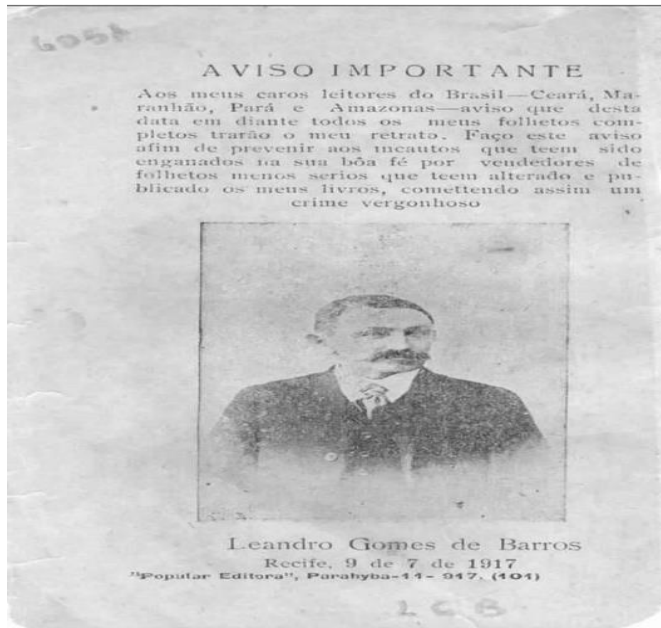 605A
AVISO IMPORTANTE
Aos meus caros leitores do Brasil—Ceará, Ma-
ranhão, Pará e Amazonas—aviso que desta
data em diante todos os meus folhetos com-
pletos trarão o meu retrato. Faço este aviso
afim de prevenir aos incautos que teem sido
enganados na sua bôa fé por vendedores de
folhetos menos serios que teem alterado e pu-
blicado os meus livros, comettendo assim um
crime vergonhoso
Leandro Gomes de Barros
Recife, 9 de 7 de 1917
"Popular Editora", Parahyba-11- 917. (101)
LGB